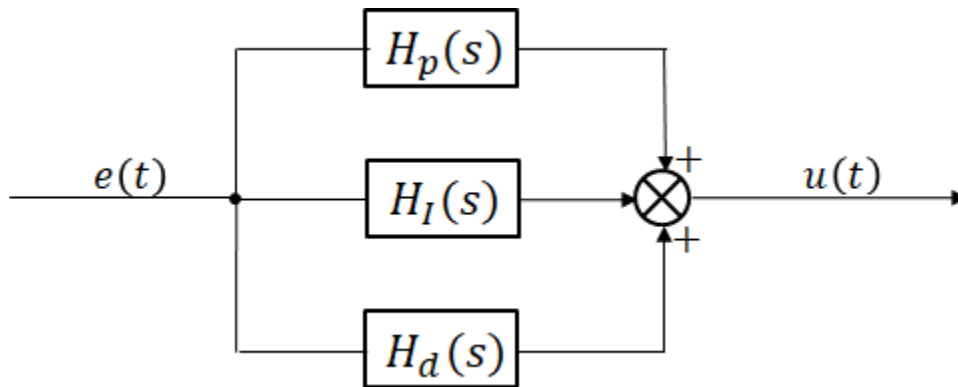 H_p(s)
+
e(t)
H_I(s)
u(t)
+
H_d(s)